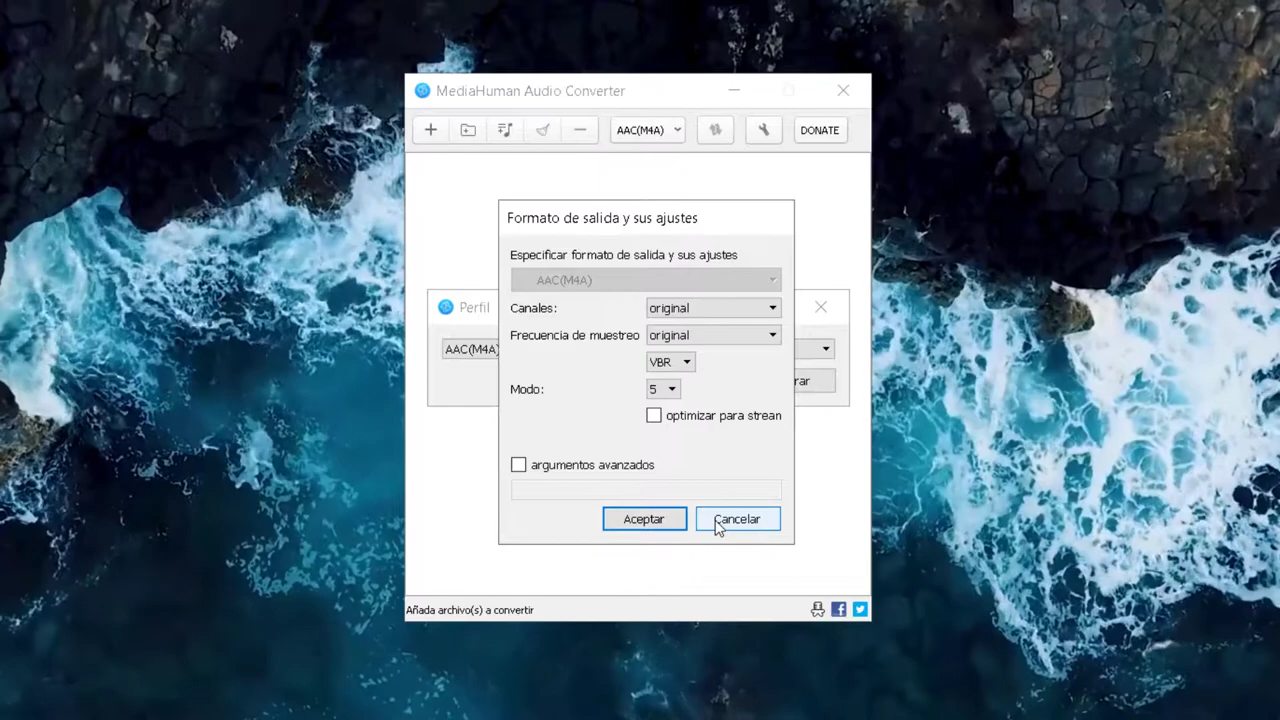 MediaHuman Audio Converter
AAC(M4A)
DONATE
Formato de salida y sus ajustes
Especificar formato de salida y sus ajustes
AAC(M4A)
Canales:
original
Perfil
Frecuencia de muestreo
original
AAC(M4A)
VBR
rar
Modo:
5
optimizar para strean
argumentos avanzados
Aceptar
Cancelar
Añada archivo(s) a convertir